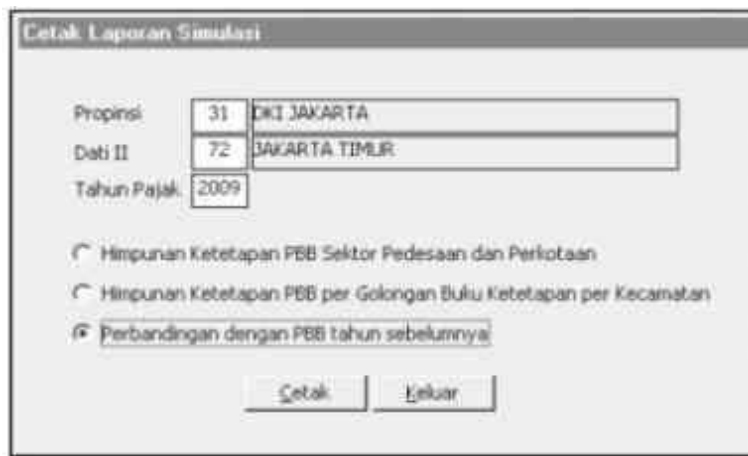 Cetak Laporan Simulasi
Propinsi 31 DKI JAKARTA
Dati II 72 JAKARTA TIMUR
Tahun Pajak 2009
Himpunan Ketetapan PBB Sektor Pedesaan dan Perkotaan
Himpunan Ketetapan PBB per Golongan Buku Ketetapan per Kecamatan
Perbandingan dengan PBB tahun sebelumnya
Cetak Keluar